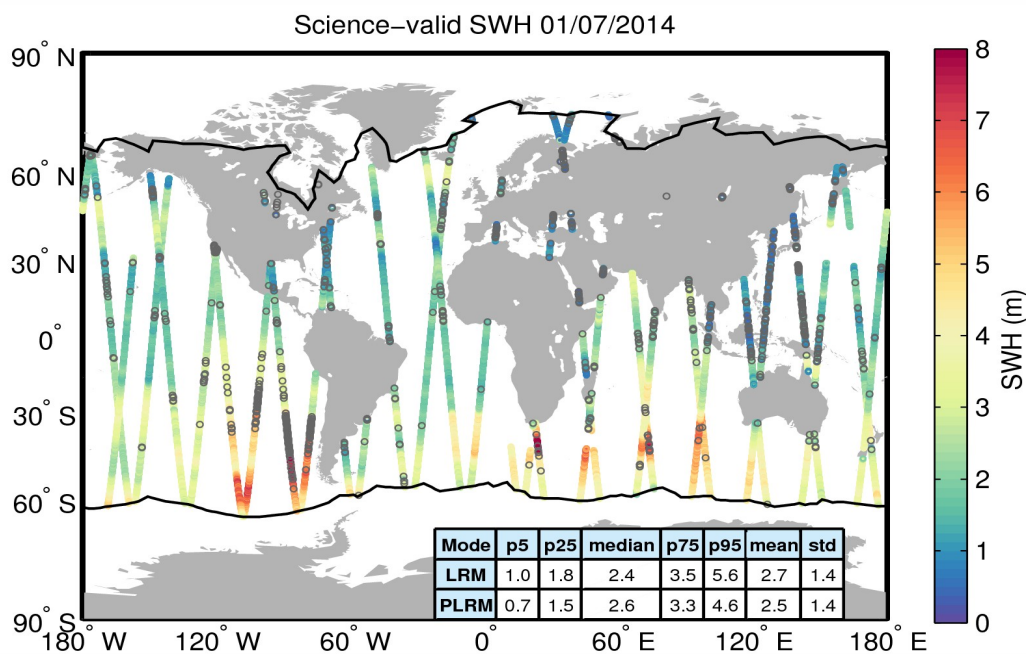 Science−valid SWH 01/07/2014
90° N
60° N
30° N
0°
30° S
60° S
90° S
180° W
120° W
60° W
0°
60° E
120° E
180° E
Mode p5 p25 median p75 p95 mean std
LRM 1.0 1.8 2.4 3.5 5.6 2.7 1.4
PLRM 0.7 1.5 2.6 3.3 4.6 2.5 1.4
8
7
6
5
4
3
2
1
0
SWH (m)